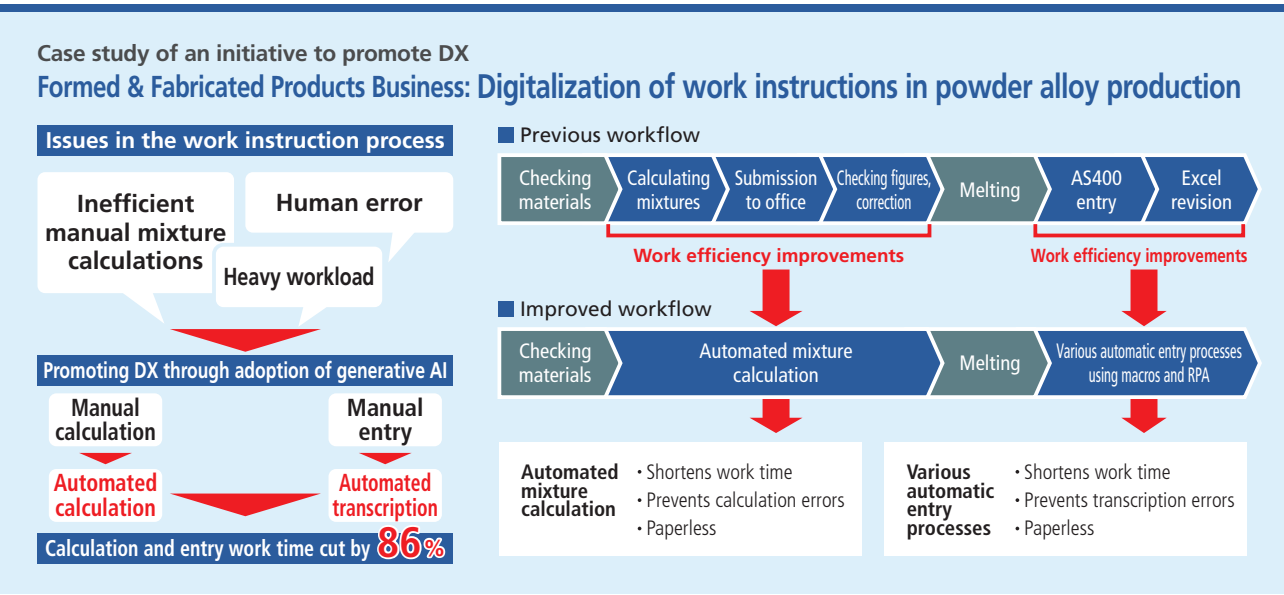 Case study of an initiative to promote DX
Formed & Fabricated Products Business: Digitalization of work instructions in powder alloy production
Issues in the work instruction process
Inefficient
manual mixture
calculations
Human error
Heavy workload
Promoting DX through adoption of generative AI
Manual
calculation
Manual
entry
Automated
calculation
Automated
transcription
Calculation and entry work time cut by 86%
Previous workflow
Checking
materials
Calculating
mixtures
Submission
to office
Checking figures,
correction
Melting
AS400
entry
Excel
revision
Work efficiency improvements
Work efficiency improvements
Improved workflow
Checking
materials
Automated mixture
calculation
Melting
Various automatic entry processes
using macros and RPA
Automated
mixture
calculation
・Shortens work time
・Prevents calculation errors
・Paperless
Various
automatic
entry
processes
・Shortens work time
・Prevents transcription errors
・Paperless